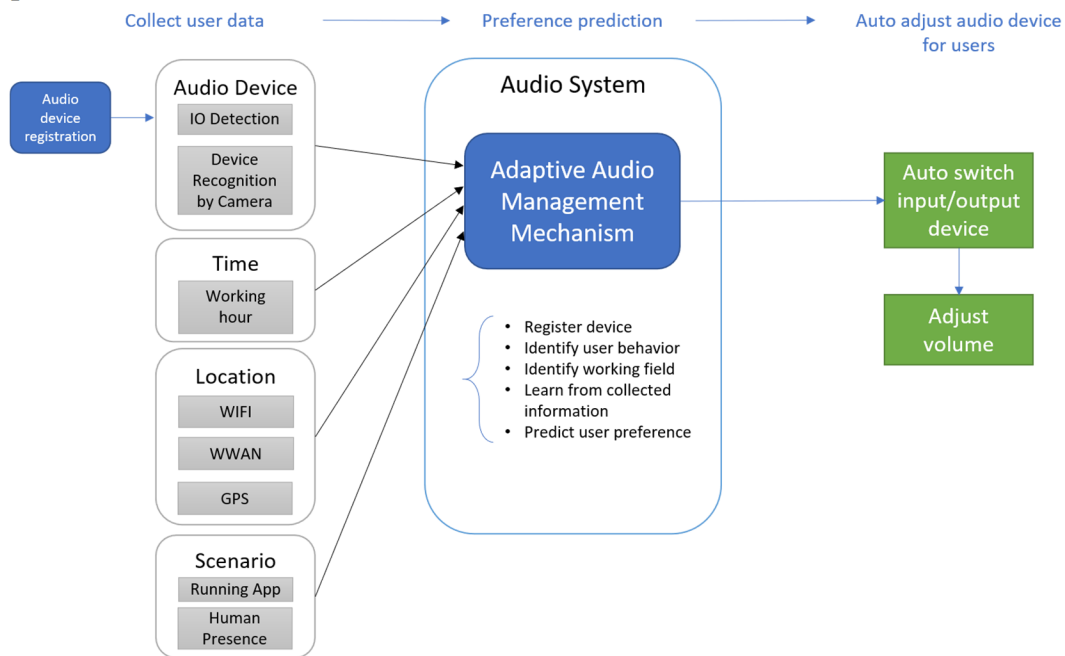 Collect user data
Preference prediction
Auto adjust audio device
for users
Audio
device
registration
Audio Device
IO Detection
Device
Recognition
by Camera
Time
Working
hour
Location
WIFI
WWAN
GPS
Scenario
Running App
Human
Presence
Audio System
Adaptive Audio
Management
Mechanism
• Register device
• Identify user behavior
• Identify working field
• Learn from collected
information
• Predict user preference
Auto switch
input/output
device
Adjust
volume